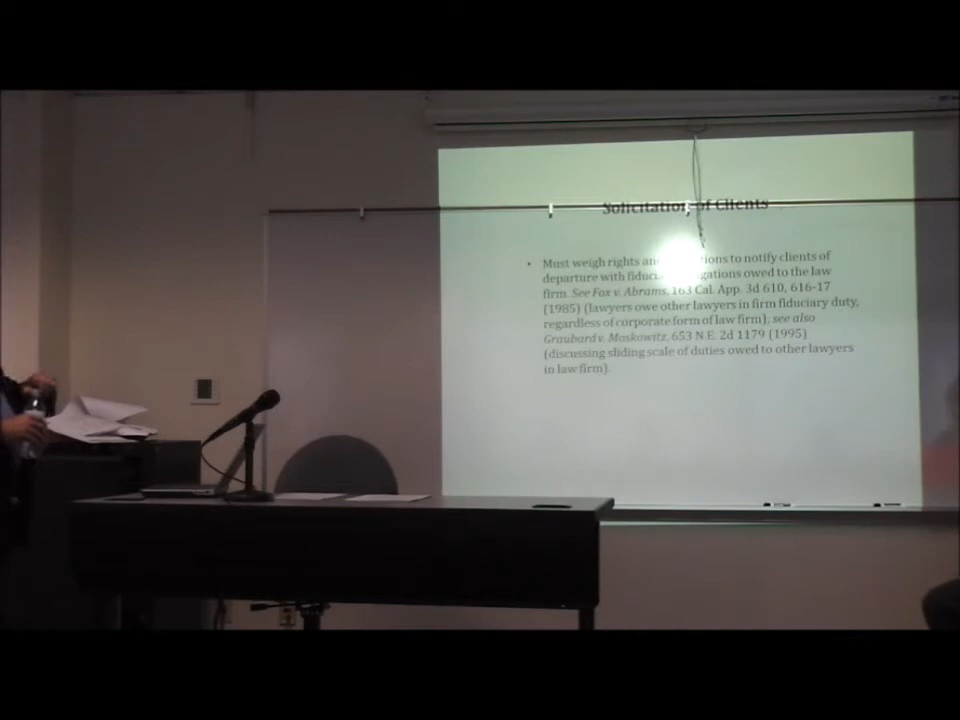 Solicitation of Clients
• Must weigh rights and to notify clients of
departure with owed to the law
firm. See Fox v. Abrams, 163 Cal. App. 3d 610, 616-17
(1985) (lawyers owe other lawyers in firm fiduciary duty,
regardless of corporate form of law firm); see also
Graubard v. Moskowitz, 653 N.E. 2d 1179 (1995)
(discussing sliding scale of duties owed to other lawyers
in law firm).